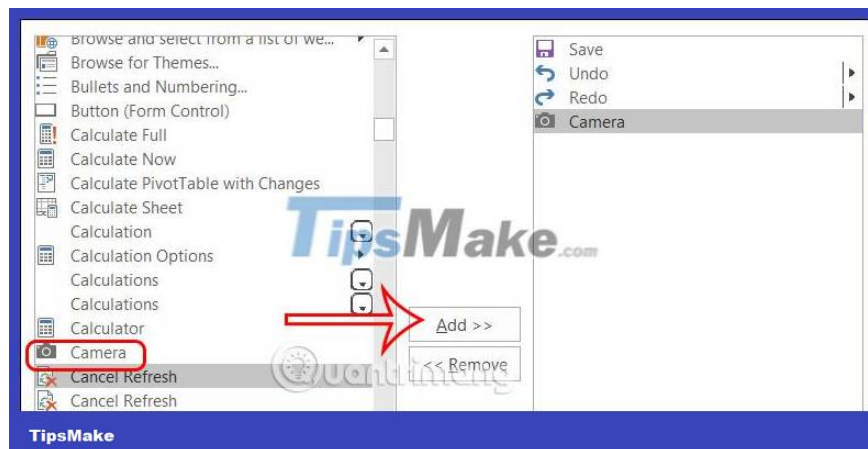 Browse and select from a list of we...
Browse for Themes...
Bullets and Numbering...
Button (Form Control)
Calculate Full
Calculate Now
Calculate PivotTable with Changes
Calculate Sheet
Calculation
Calculation Options
Calculations
Calculations
Calculator
Camera
Cancel Refresh
Cancel Refresh
Add >>
<< Remove
Save
Undo
Redo
Camera
TipsMake.com
Quantrimang
TipsMake